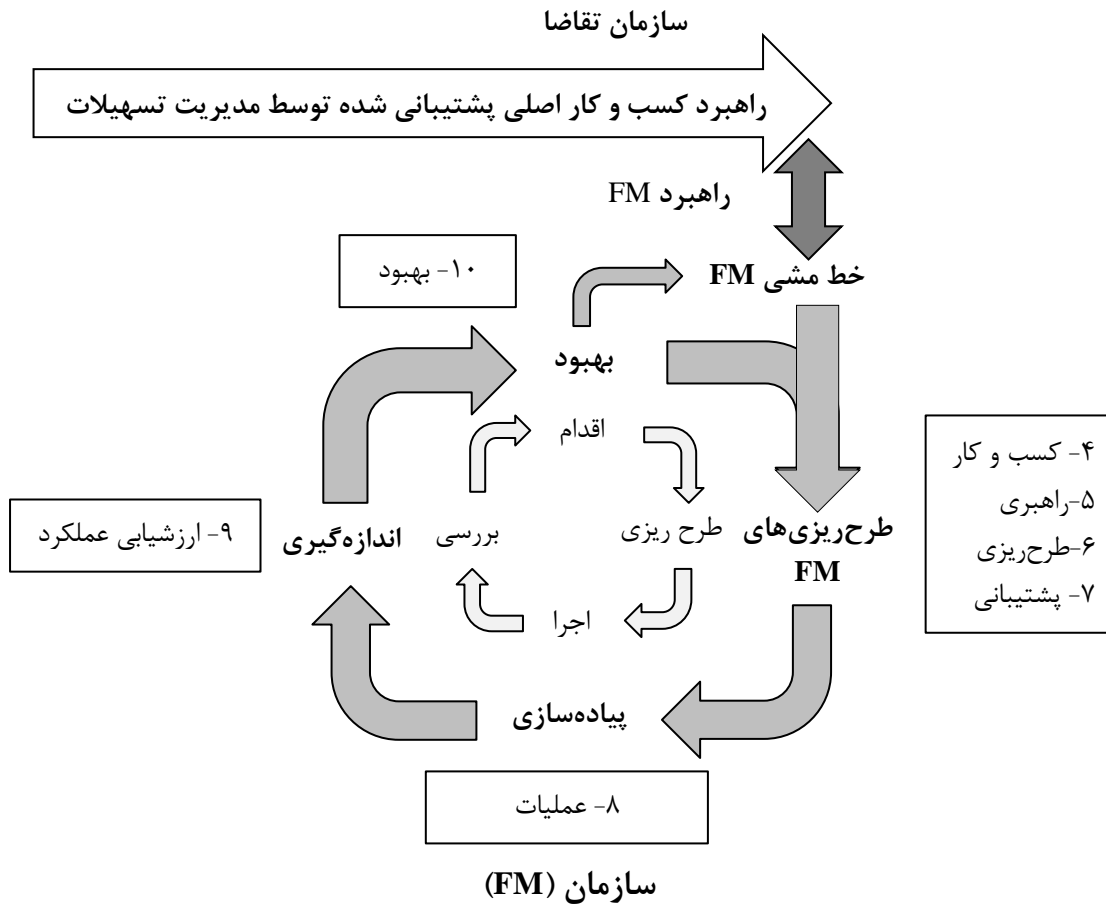 سازمان تقاضا
راهبرد کسب و کار اصلی پشتیبانی شده توسط مدیریت تسهیلات
راهبرد FM
۱۰- بهبود
خط مشی FM
بهبود
اقدام
۴- کسب و کار
۵-راهبری
۶-طرح‌ریزی
۷- پشتیبانی
طرح‌ریزی‌های
FM
طرح ریزی
بررسی
اندازه‌گیری
۹- ارزشیابی عملکرد
اجرا
پیاده‌سازی
۸- عملیات
سازمان (FM)